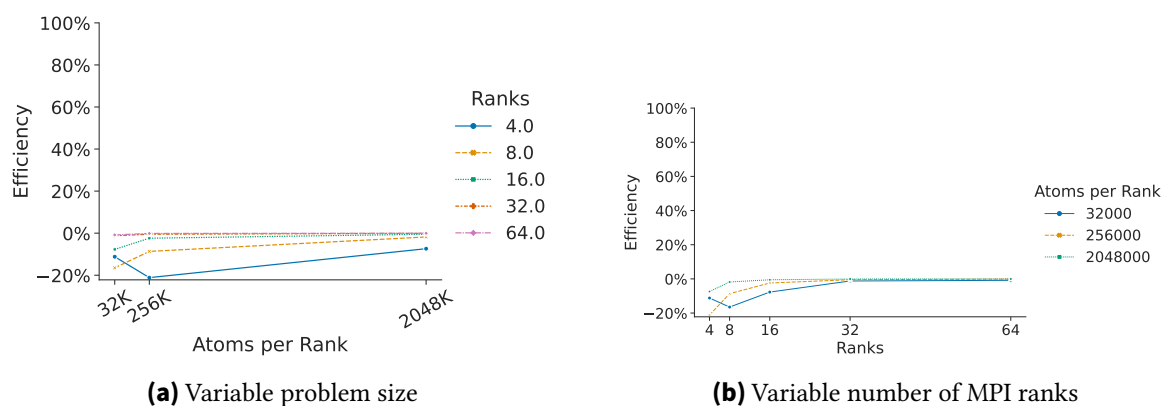 100%
80%
60%
40%
20%
0%
−20%
Efficiency
32K
256K
2048K
Atoms per Rank
Ranks
4.0
8.0
16.0
32.0
64.0
(a) Variable problem size
100%
80%
60%
40%
20%
0%
−20%
Efficiency
4 8 16 32 64
Ranks
Atoms per Rank
32000
256000
2048000
(b) Variable number of MPI ranks